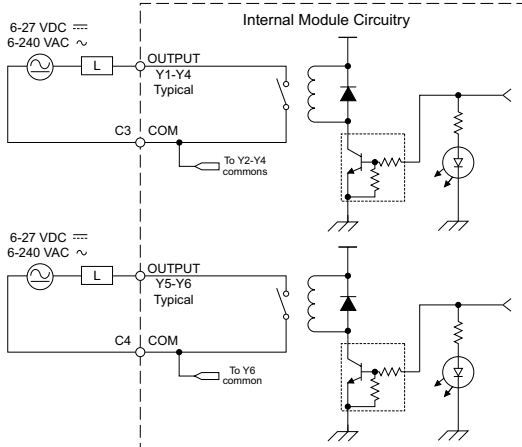 Internal Module Circuitry
6-27 VDC ⎓
6-240 VAC ∿
L
OUTPUT
Y1-Y4
Typical
C3
COM
To Y2-Y4
commons
6-27 VDC ⎓
6-240 VAC ∿
L
OUTPUT
Y5-Y6
Typical
C4
COM
To Y6
common